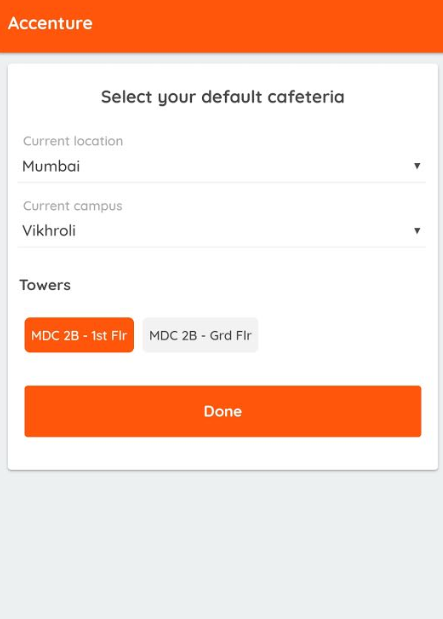 Accenture
Select your default cafeteria
Current location
Mumbai
Current campus
Vikhroli
Towers
MDC 2B - 1st Flr MDC 2B - Grd Flr
Done